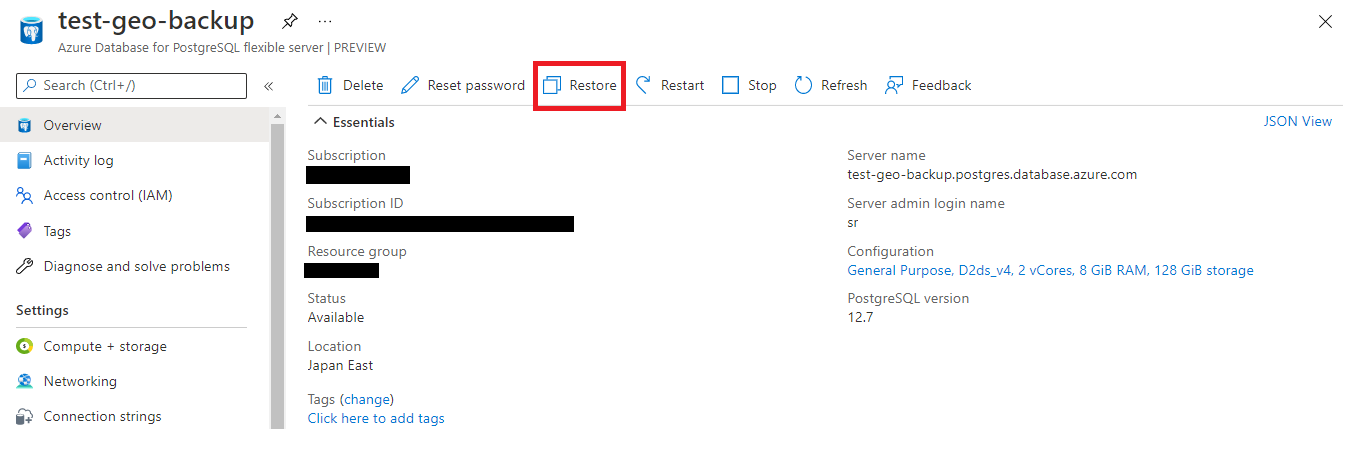 test-geo-backup
...
Azure Database for PostgreSQL flexible server | PREVIEW
Search (Ctrl+/)
«
Delete
Reset password
Restore
Restart
Stop
Refresh
Feedback
Overview
Activity log
Access control (IAM)
Tags
Diagnose and solve problems
Settings
Compute + storage
Networking
Connection strings
Essentials
JSON View
Subscription
Subscription ID
Resource group
Status
Available
Location
Japan East
Tags (change)
Click here to add tags
Server name
test-geo-backup.postgres.database.azure.com
Server admin login name
sr
Configuration
General Purpose, D2ds_v4, 2 vCores, 8 GiB RAM, 128 GiB storage
PostgreSQL version
12.7